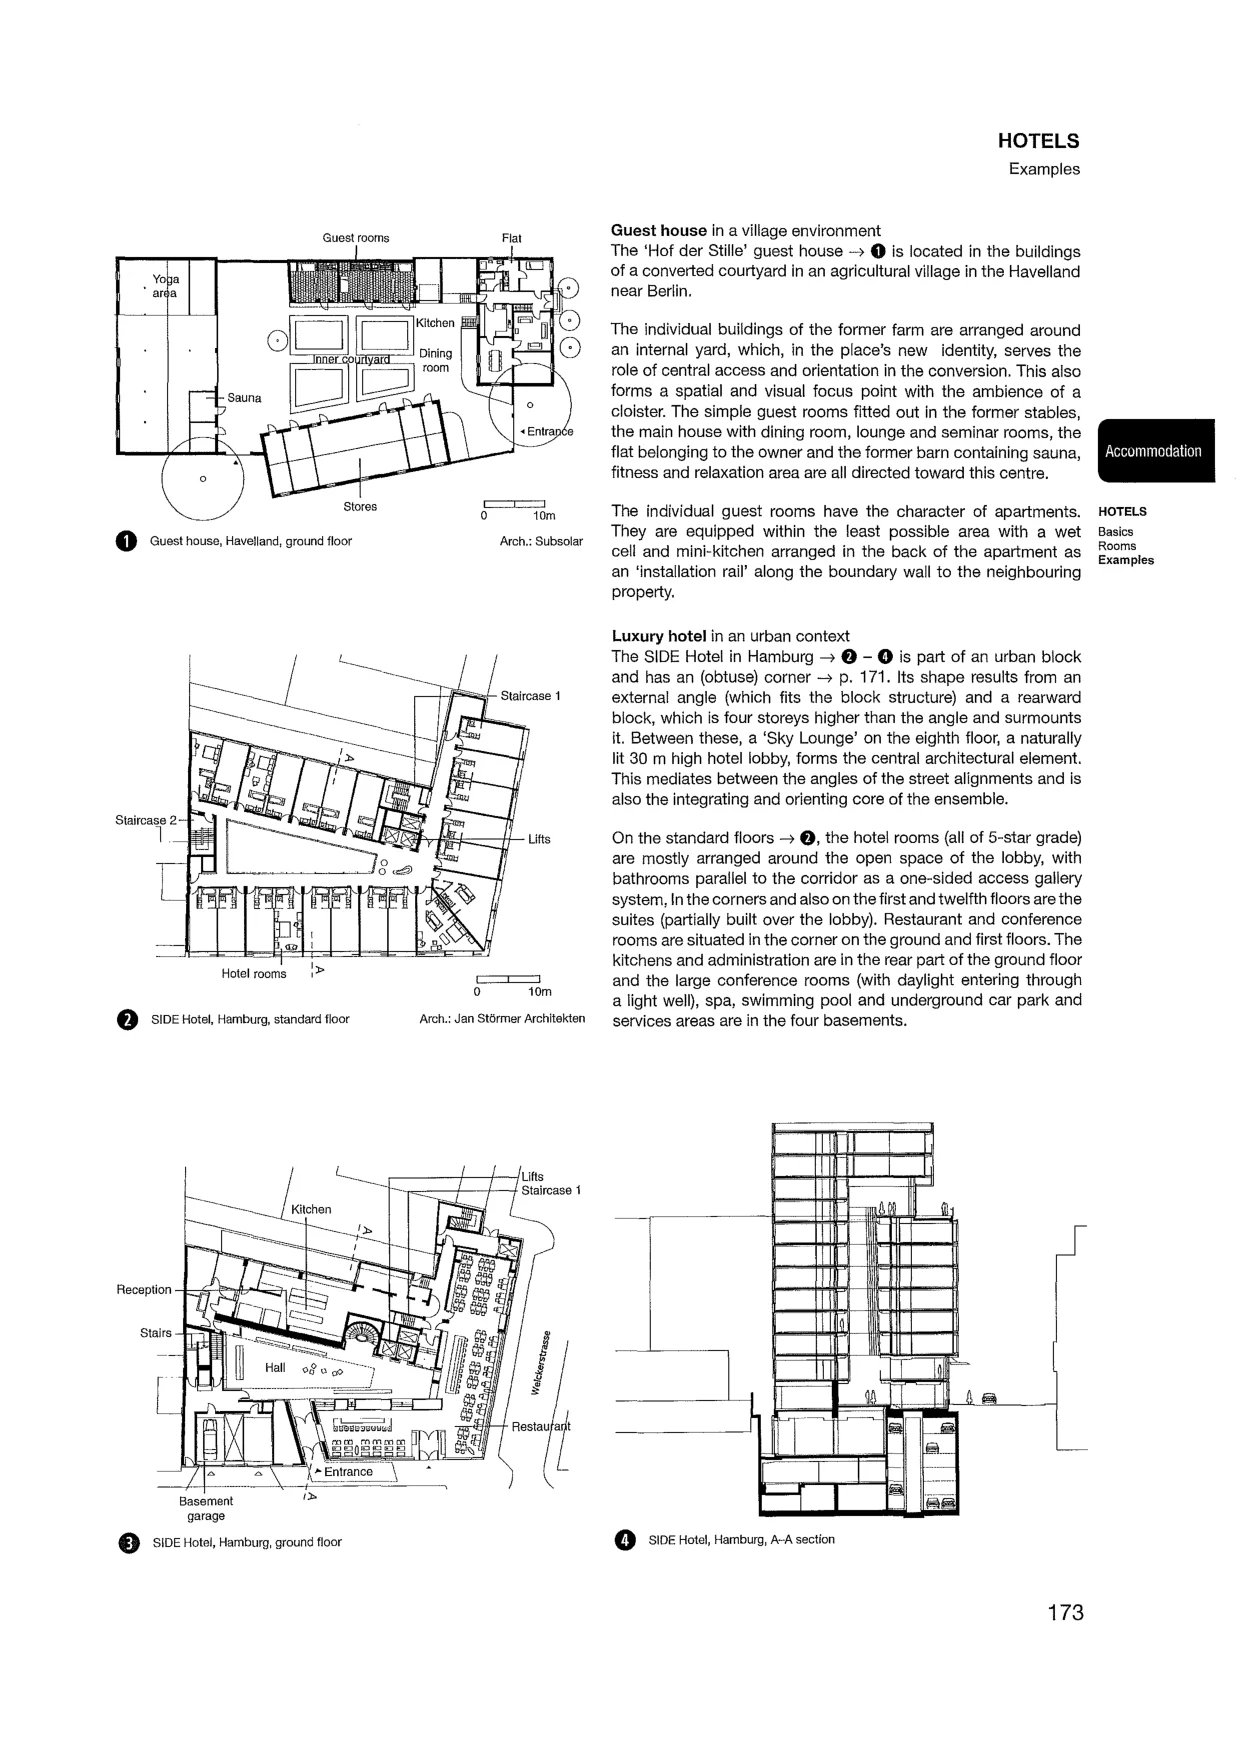 HOTELS
Examples
Guest rooms
Flat
Yoga
area
Kitchen
Inner courtyard
Dining
room
Sauna
Entrance
Stores
0 10m
1 Guest house, Havelland, ground floor Arch.: Subsolar
Guest house in a village environment
The ‘Hof der Stille’ guest house → 1 is located in the buildings
of a converted courtyard in an agricultural village in the Havelland
near Berlin.
The individual buildings of the former farm are arranged around
an internal yard, which, in the place’s new identity, serves the
role of central access and orientation in the conversion. This also
forms a spatial and visual focus point with the ambience of a
cloister. The simple guest rooms fitted out in the former stables,
the main house with dining room, lounge and seminar rooms, the
flat belonging to the owner and the former barn containing sauna,
fitness and relaxation area are all directed toward this centre.
The individual guest rooms have the character of apartments.
They are equipped within the least possible area with a wet
cell and mini-kitchen arranged in the back of the apartment as
an ‘installation rail’ along the boundary wall to the neighbouring
property.
Accommodation
HOTELS
Basics
Rooms
Examples
Staircase 1
A
Staircase 2
Lifts
Hotel rooms
A
0 10m
2 SIDE Hotel, Hamburg, standard floor Arch.: Jan Störmer Architekten
Luxury hotel in an urban context
The SIDE Hotel in Hamburg → 2 – 4 is part of an urban block
and has an (obtuse) corner → p. 171. Its shape results from an
external angle (which fits the block structure) and a rearward
block, which is four storeys higher than the angle and surmounts
it. Between these, a ‘Sky Lounge’ on the eighth floor, a naturally
lit 30 m high hotel lobby, forms the central architectural element.
This mediates between the angles of the street alignments and is
also the integrating and orienting core of the ensemble.
On the standard floors → 2, the hotel rooms (all of 5-star grade)
are mostly arranged around the open space of the lobby, with
bathrooms parallel to the corridor as a one-sided access gallery
system. In the corners and also on the first and twelfth floors are the
suites (partially built over the lobby). Restaurant and conference
rooms are situated in the corner on the ground and first floors. The
kitchens and administration are in the rear part of the ground floor
and the large conference rooms (with daylight entering through
a light well), spa, swimming pool and underground car park and
services areas are in the four basements.
Lifts
Staircase 1
Kitchen
A
Reception
Stairs
Hall
Welckerstrasse
Restaurant
Entrance
Basement
garage
A
3 SIDE Hotel, Hamburg, ground floor
4 SIDE Hotel, Hamburg, A–A section
173